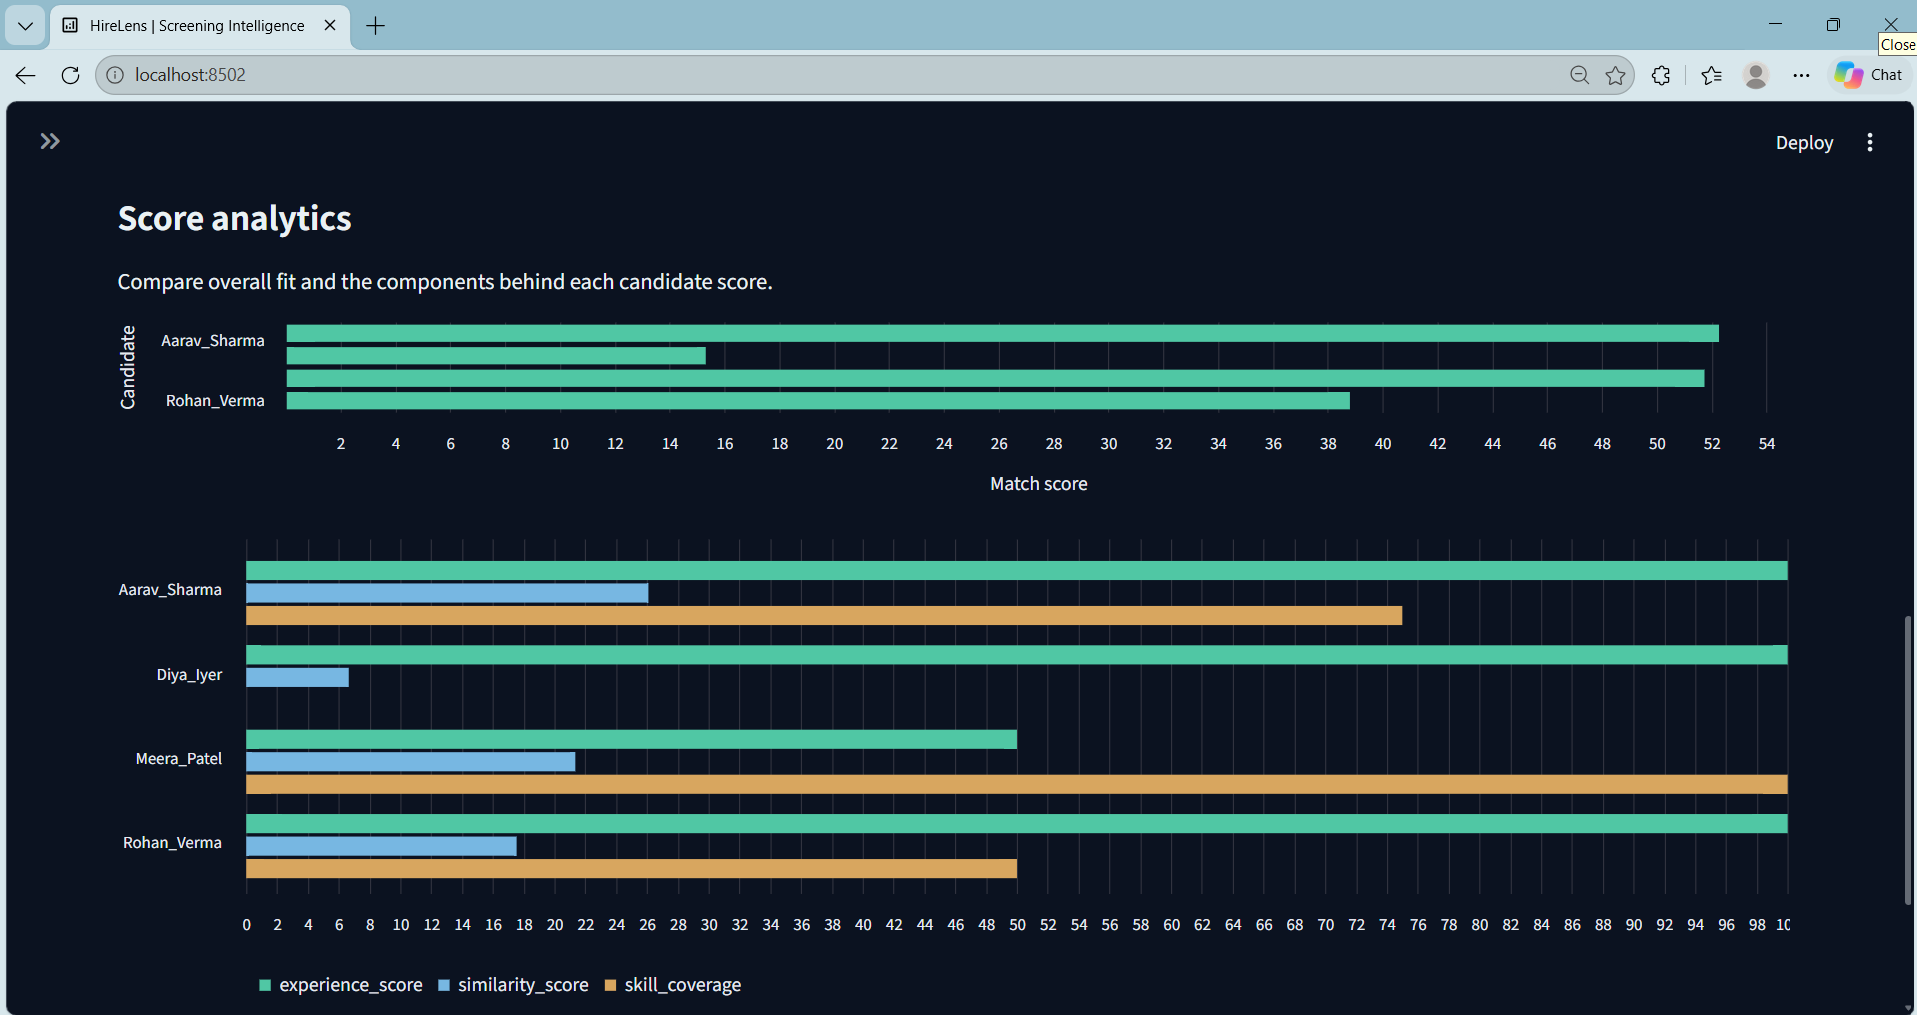 HireLens | Screening Intelligence
Close
localhost:8502
Chat
Deploy
Score analytics
Compare overall fit and the components behind each candidate score.
Candidate
Aarav_Sharma
Rohan_Verma
2 4 6 8 10 12 14 16 18 20 22 24 26 28 30 32 34 36 38 40 42 44 46 48 50 52 54
Match score
Aarav_Sharma
Diya_Iyer
Meera_Patel
Rohan_Verma
0 2 4 6 8 10 12 14 16 18 20 22 24 26 28 30 32 34 36 38 40 42 44 46 48 50 52 54 56 58 60 62 64 66 68 70 72 74 76 78 80 82 84 86 88 90 92 94 96 98 10
experience_score similarity_score skill_coverage